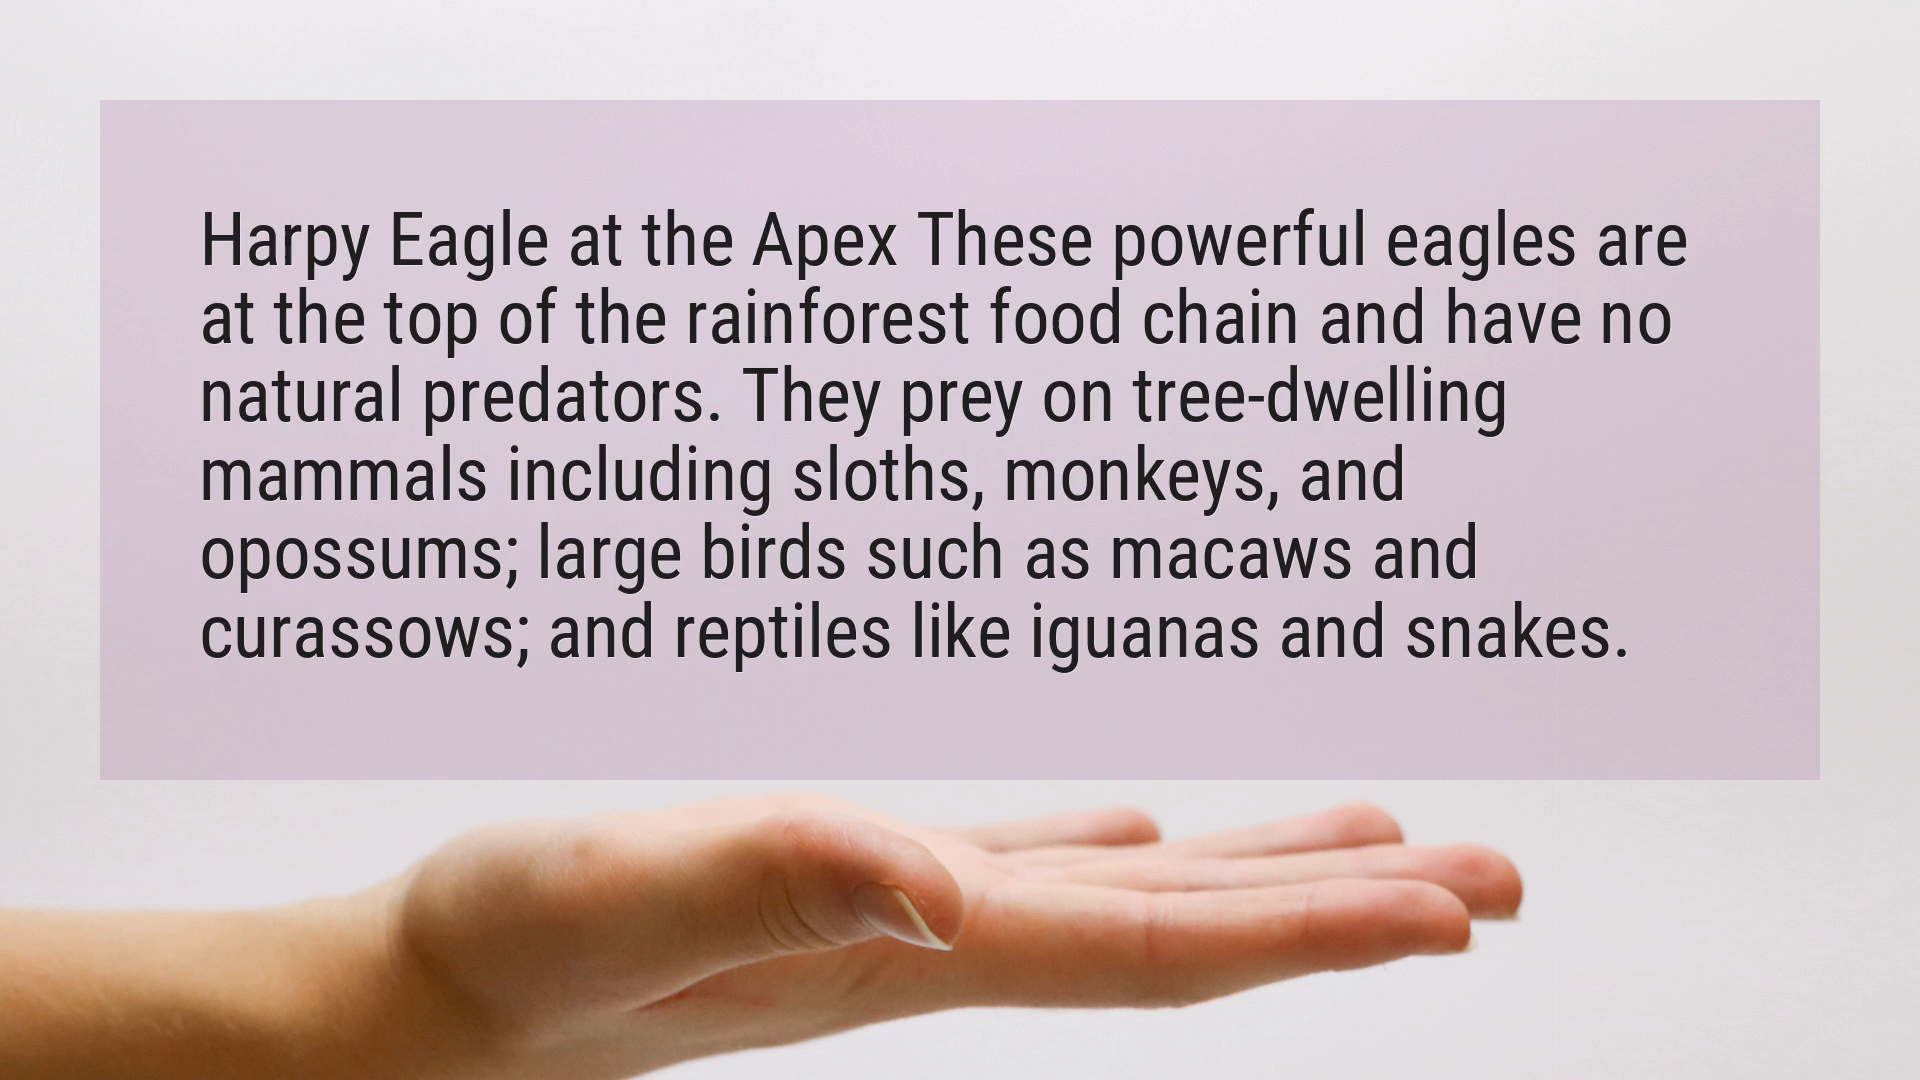 Harpy Eagle at the Apex These powerful eagles are
at the top of the rainforest food chain and have no
natural predators. They prey on tree-dwelling
mammals including sloths, monkeys, and
opossums; large birds such as macaws and
curassows; and reptiles like iguanas and snakes.